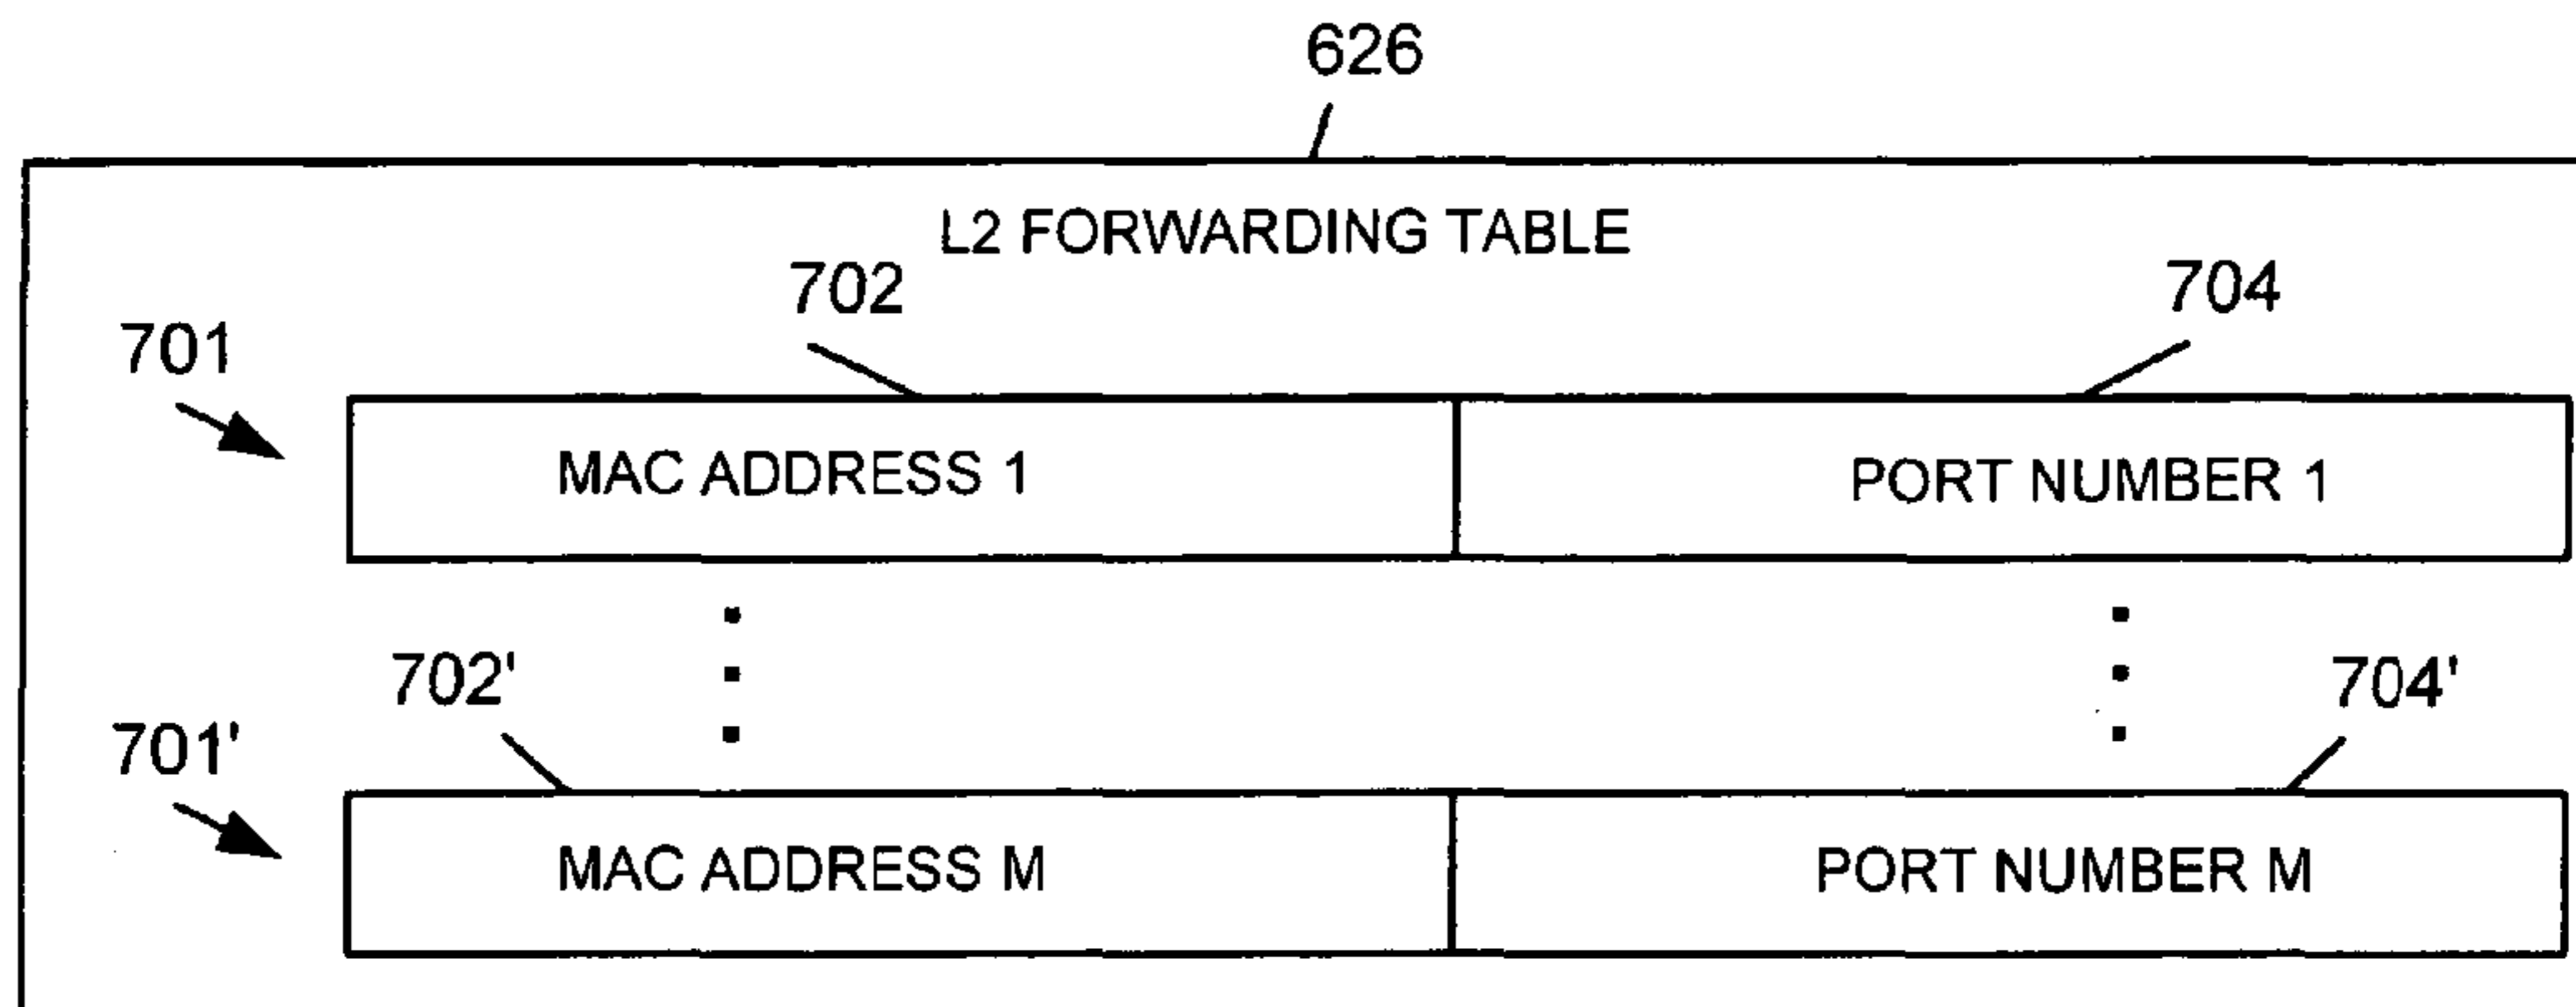 626
L2 FORWARDING TABLE
702 704
701
MAC ADDRESS 1 PORT NUMBER 1
702' 704'
701'
MAC ADDRESS M PORT NUMBER M